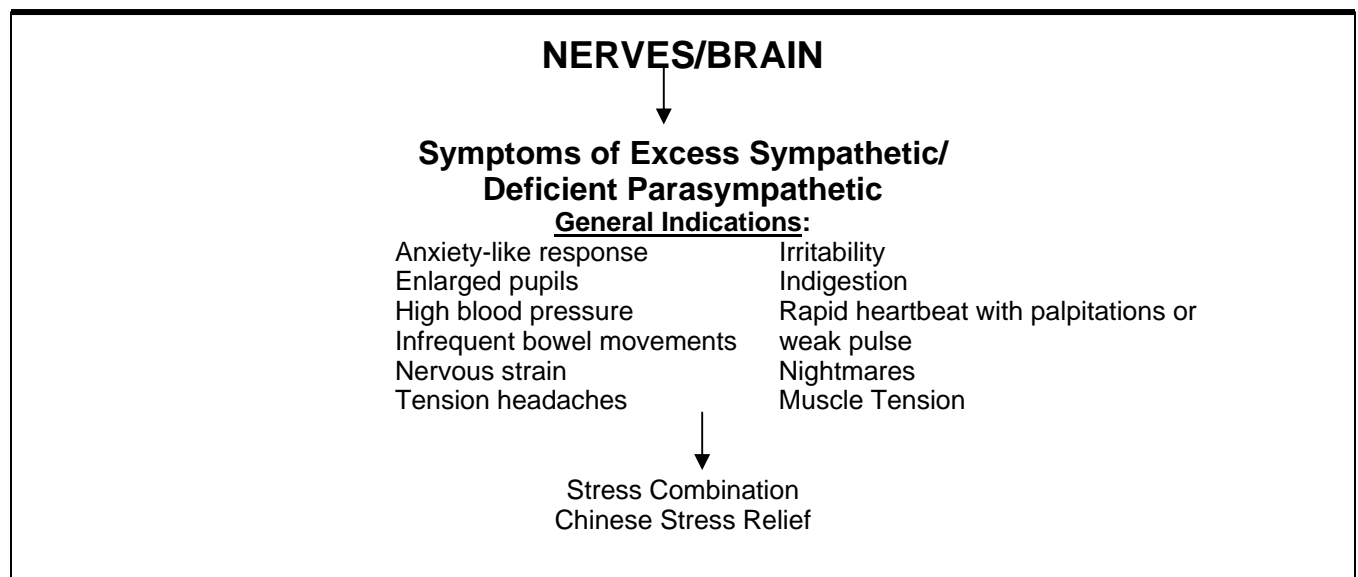 NERVES/BRAIN
Symptoms of Excess Sympathetic/
Deficient Parasympathetic
General Indications:
Anxiety-like response
Enlarged pupils
High blood pressure
Infrequent bowel movements
Nervous strain
Tension headaches
Irritability
Indigestion
Rapid heartbeat with palpitations or
weak pulse
Nightmares
Muscle Tension
Stress Combination
Chinese Stress Relief